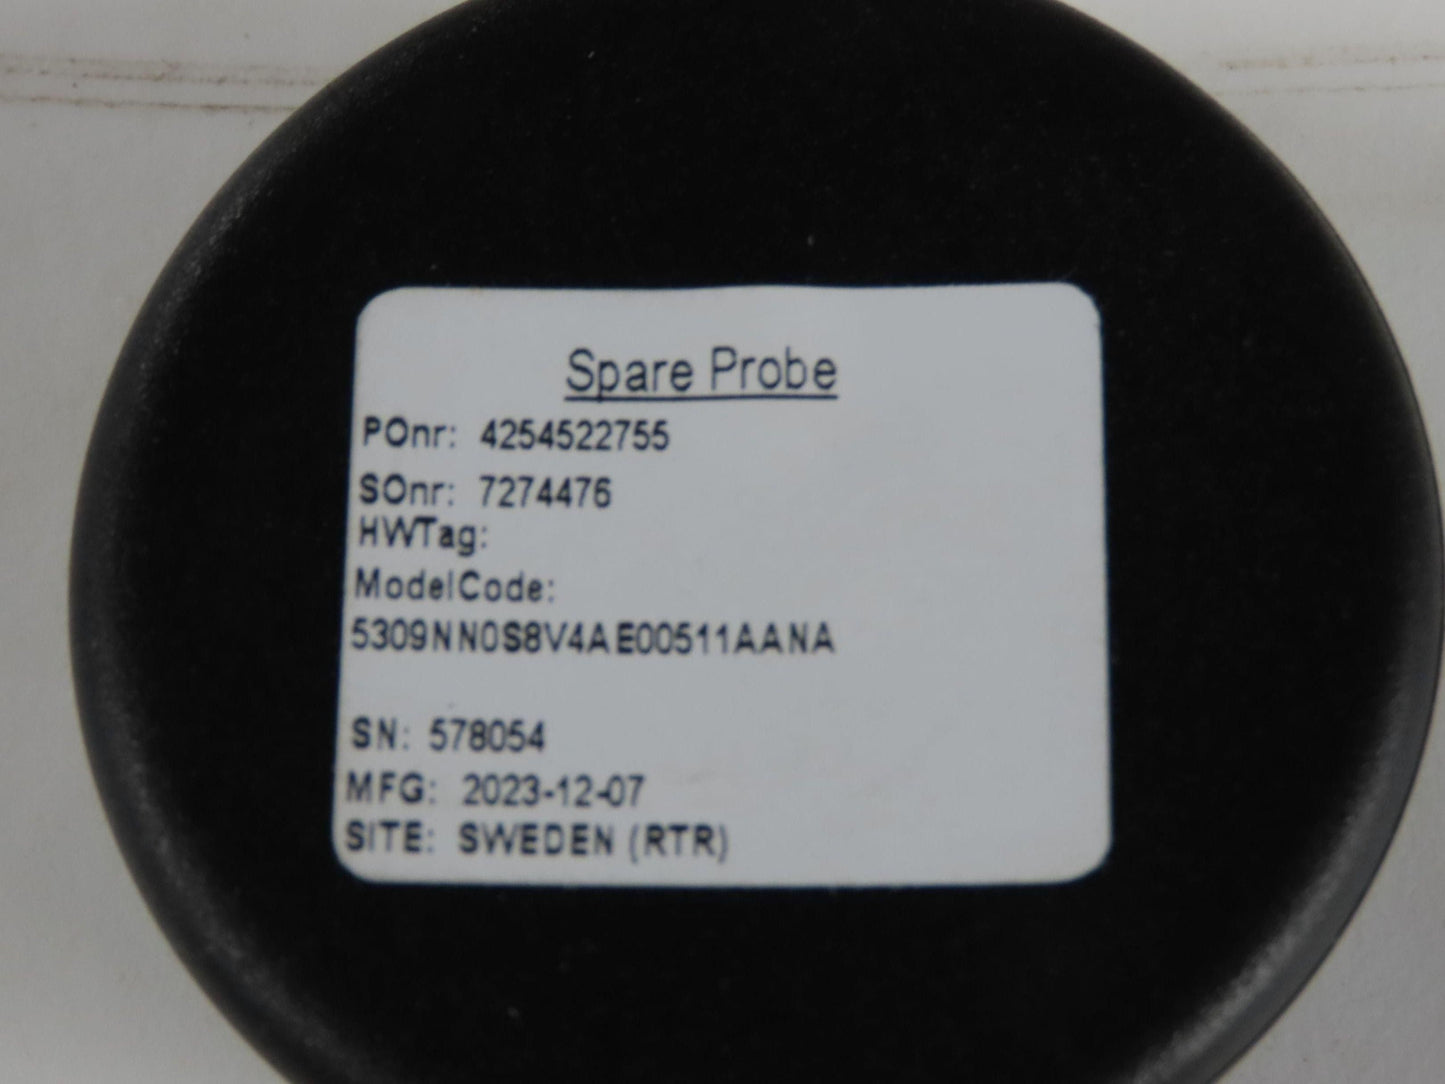 Spare Probe
POnr: 4254522755
SOnr: 7274476
HWTag:
ModelCode:
5309NN0S8V4AE00511AANA
SN: 578054
MFG: 2023-12-07
SITE: SWEDEN (RTR)